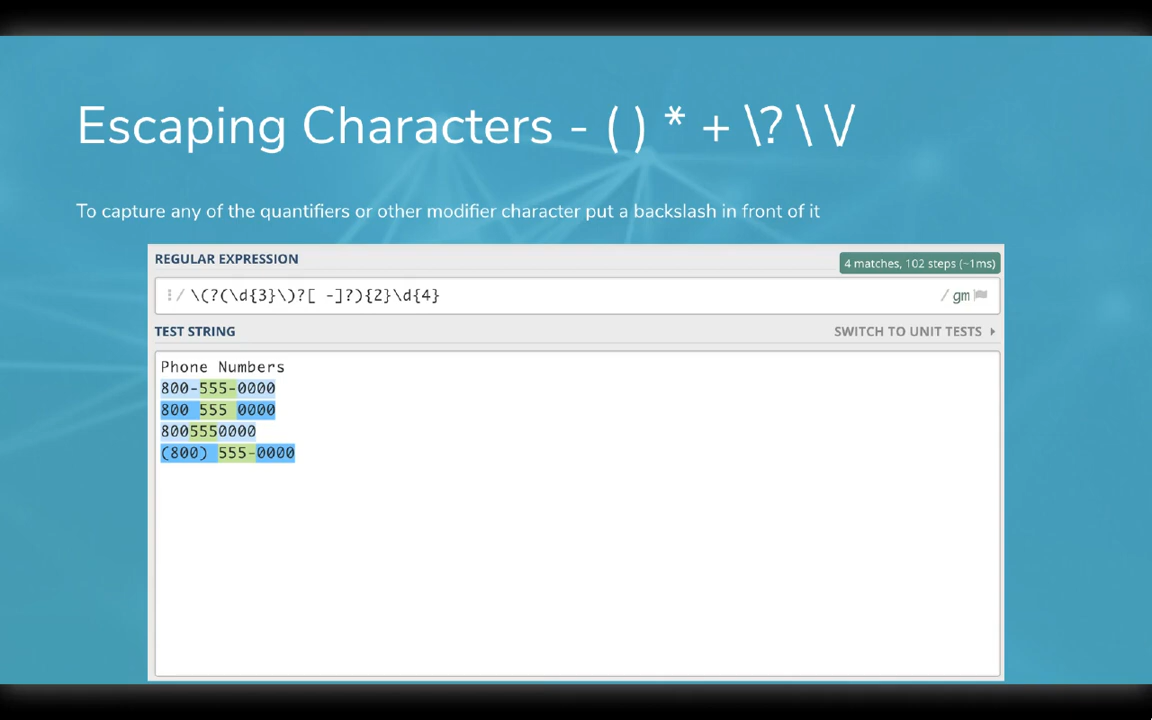 Escaping Characters - ( ) * + \? \ \/
To capture any of the quantifiers or other modifier character put a backslash in front of it
REGULAR EXPRESSION
4 matches, 102 steps (~1ms)
/ \(?(\d{3}\)?[ -]?){2}\d{4}
/ gm
TEST STRING
SWITCH TO UNIT TESTS
Phone Numbers
800-555-0000
800 555 0000
8005550000
(800) 555-0000